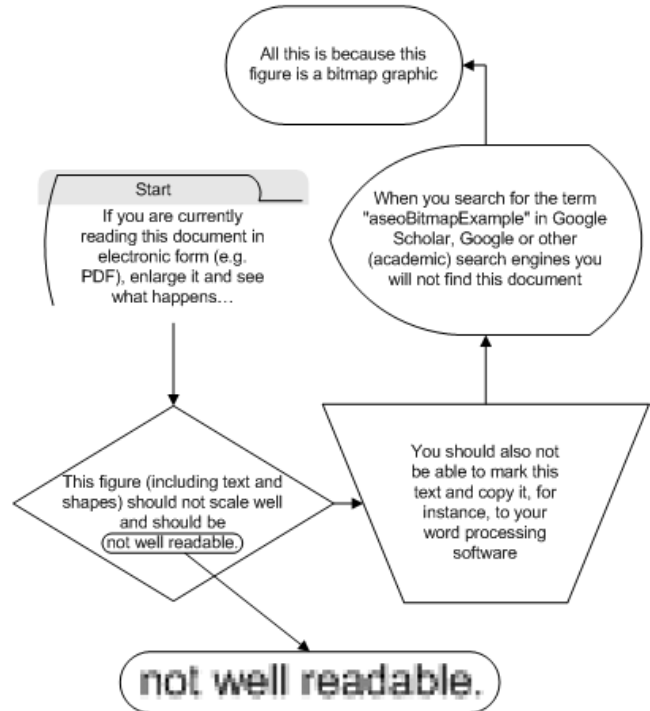 Start
If you are currently
reading this document in
electronic form (e.g.
PDF), enlarge it and see
what happens…
This figure (including text and
shapes) should not scale well
and should be
not well readable.
not well readable.
You should also not
be able to mark this
text and copy it, for
instance, to your
word processing
software
When you search for the term
"aseoBitmapExample" in Google
Scholar, Google or other
(academic) search engines you
will not find this document
All this is because this
figure is a bitmap graphic